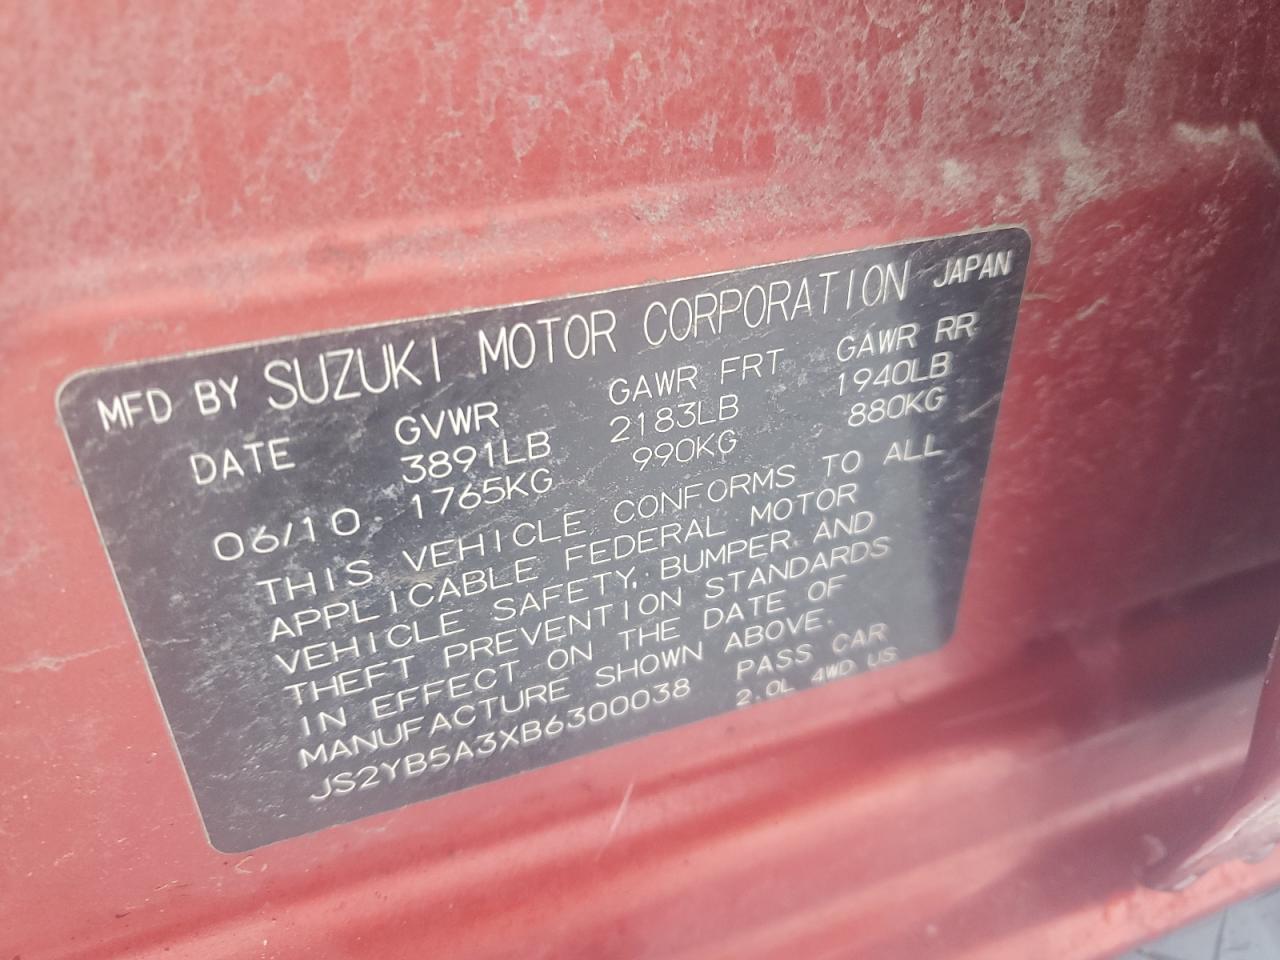 MFD BY SUZUKI MOTOR CORPORATION JAPAN
DATE GVWR GAWR FRT GAWR RR
3891LB 2183LB 1940LB
06/10 1765KG 990KG 880KG
THIS VEHICLE CONFORMS TO ALL
APPLICABLE FEDERAL MOTOR
VEHICLE SAFETY, BUMPER, AND
THEFT PREVENTION STANDARDS
IN EFFECT ON THE DATE OF
MANUFACTURE SHOWN ABOVE.
JS2YB5A3XB6300038 PASS CAR
2.0L 4WD US